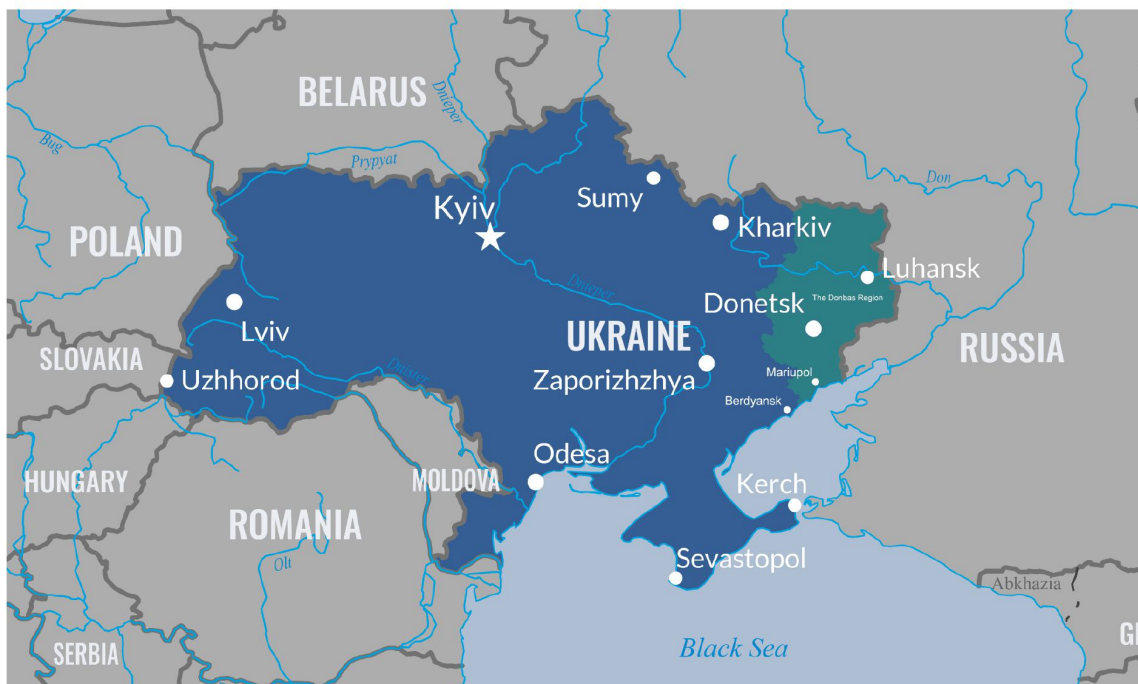 BELARUS
Dnieper
Bug
Prypyat
Sumy
Don
Kyiv
Kharkiv
POLAND
Luhansk
Dnieper
Donetsk
The Donbas Region
Lviv
UKRAINE
RUSSIA
SLOVAKIA
Dniester
Uzhhorod
Zaporizhzhya
Mariupol
Berdyansk
Odesa
MOLDOVA
HUNGARY
Kerch
ROMANIA
Sevastopol
Olt
Abkhazia
SERBIA
Black Sea